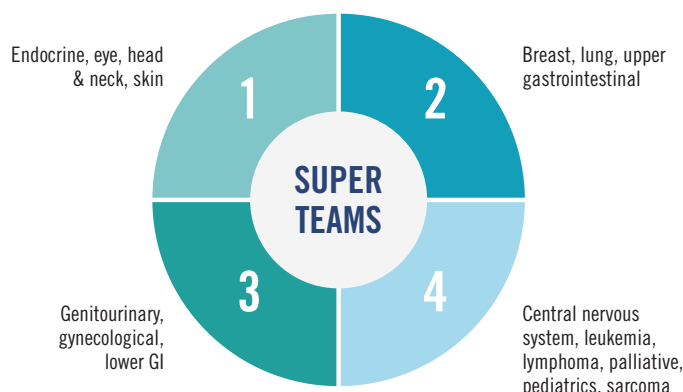 Endocrine, eye, head
& neck, skin
1
2
Breast, lung, upper
gastrointestinal
SUPER
TEAMS
3
Genitourinary,
gynecological,
lower GI
4
Central nervous
system, leukemia,
lymphoma, palliative,
pediatrics, sarcoma